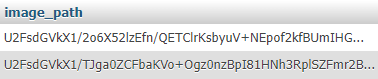 image_path
U2FsdGVkX1/2o6X52lzEfn/QETClrKsbyuV+NEpof2kfBUmIHG...
U2FsdGVkX1/TJga0ZCFbaKVo+Ogz0nzBpI81HNh3RplSZFmr2B...